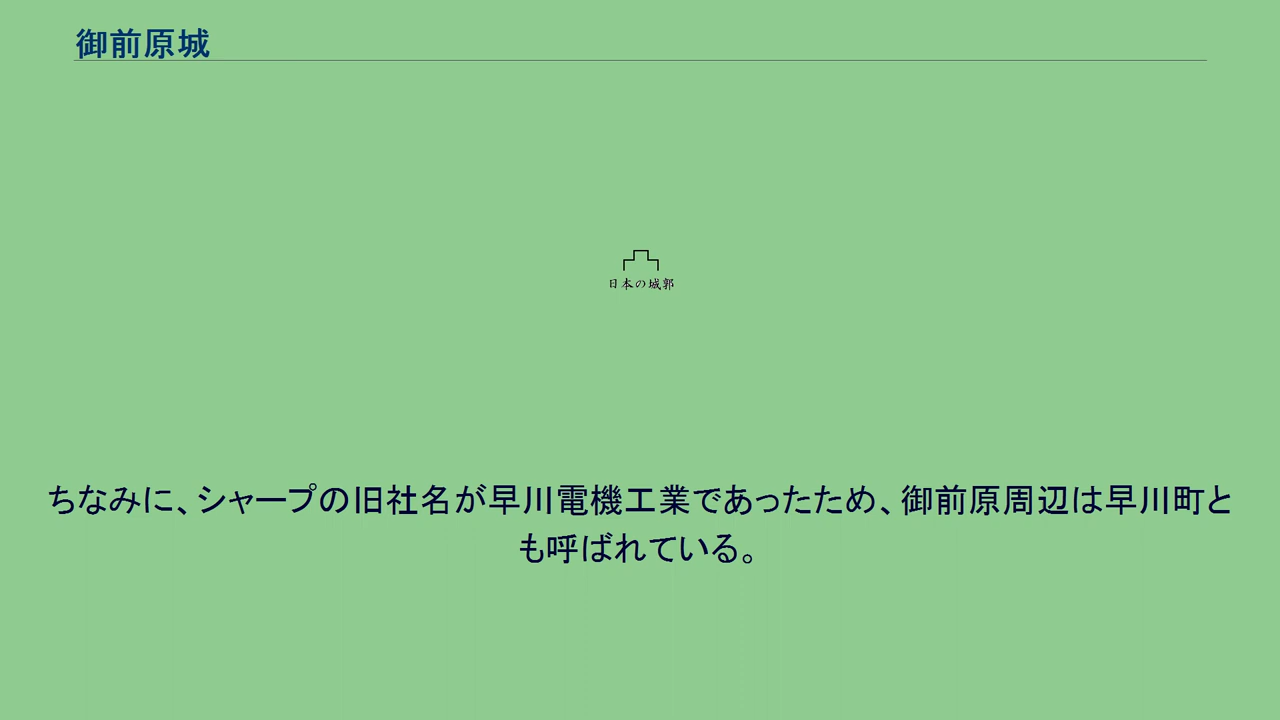 御前原城
日本の城郭
ちなみに、シャープの旧社名が早川電機工業であったため、御前原周辺は早川町と
も呼ばれている。